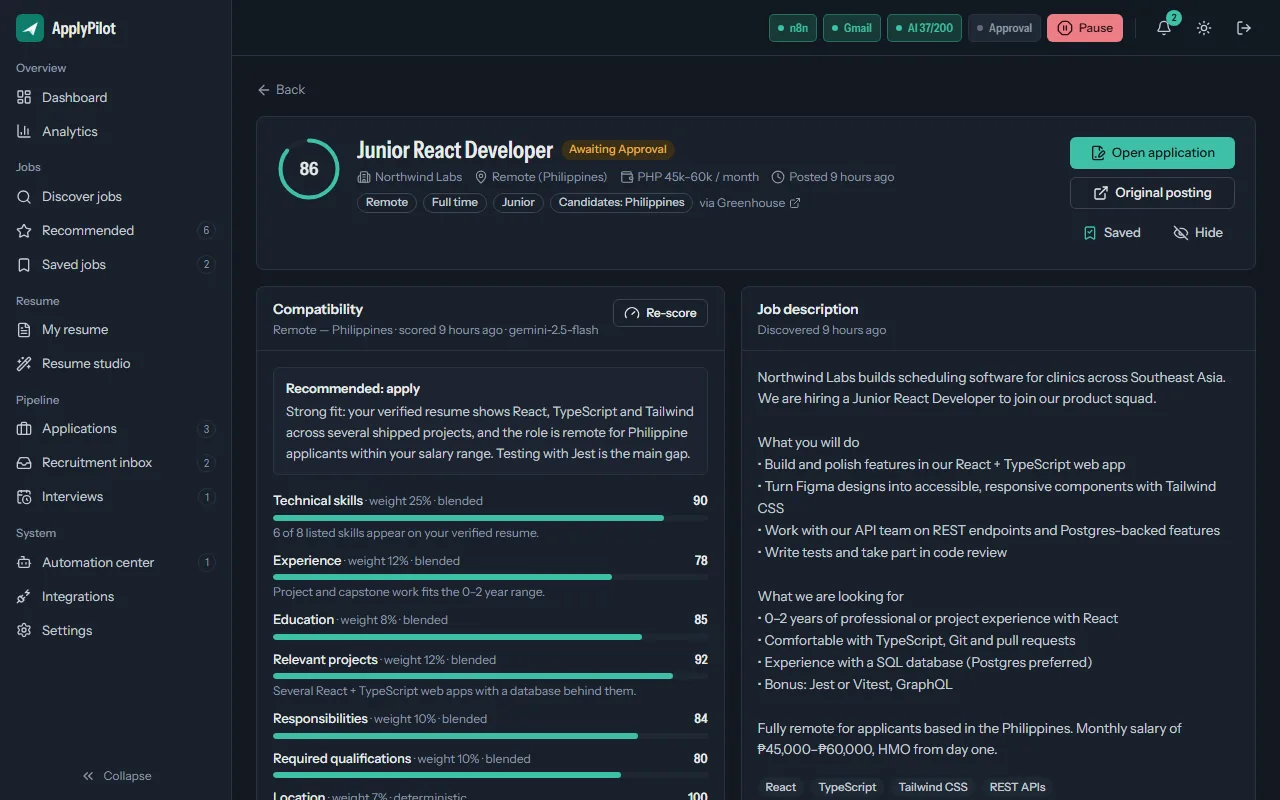 ApplyPilot
n8n
Gmail
AI 37/200
Approval
Pause
2
Overview
Dashboard
Analytics
Jobs
Discover jobs
Recommended 6
Saved jobs 2
Resume
My resume
Resume studio
Pipeline
Applications 3
Recruitment inbox 2
Interviews 1
System
Automation center 1
Integrations
Settings
Collapse
Back
86
Junior React Developer Awaiting Approval
Northwind Labs Remote (Philippines) PHP 45k–60k / month Posted 9 hours ago
Remote Full time Junior Candidates: Philippines via Greenhouse
Open application
Original posting
Saved Hide
Compatibility
Remote — Philippines · scored 9 hours ago · gemini-2.5-flash
Re-score
Recommended: apply
Strong fit: your verified resume shows React, TypeScript and Tailwind
across several shipped projects, and the role is remote for Philippine
applicants within your salary range. Testing with Jest is the main gap.
Technical skills · weight 25% · blended 90
6 of 8 listed skills appear on your verified resume.
Experience · weight 12% · blended 78
Project and capstone work fits the 0–2 year range.
Education · weight 8% · blended 85
Relevant projects · weight 12% · blended 92
Several React + TypeScript web apps with a database behind them.
Responsibilities · weight 10% · blended 84
Required qualifications · weight 10% · blended 80
Location · weight 7% · deterministic 100
Job description
Discovered 9 hours ago
Northwind Labs builds scheduling software for clinics across Southeast Asia.
We are hiring a Junior React Developer to join our product squad.
What you will do
• Build and polish features in our React + TypeScript web app
• Turn Figma designs into accessible, responsive components with Tailwind
CSS
• Work with our API team on REST endpoints and Postgres-backed features
• Write tests and take part in code review
What we are looking for
• 0–2 years of professional or project experience with React
• Comfortable with TypeScript, Git and pull requests
• Experience with a SQL database (Postgres preferred)
• Bonus: Jest or Vitest, GraphQL
Fully remote for applicants based in the Philippines. Monthly salary of
₱45,000–₱60,000, HMO from day one.
React TypeScript Tailwind CSS REST APIs